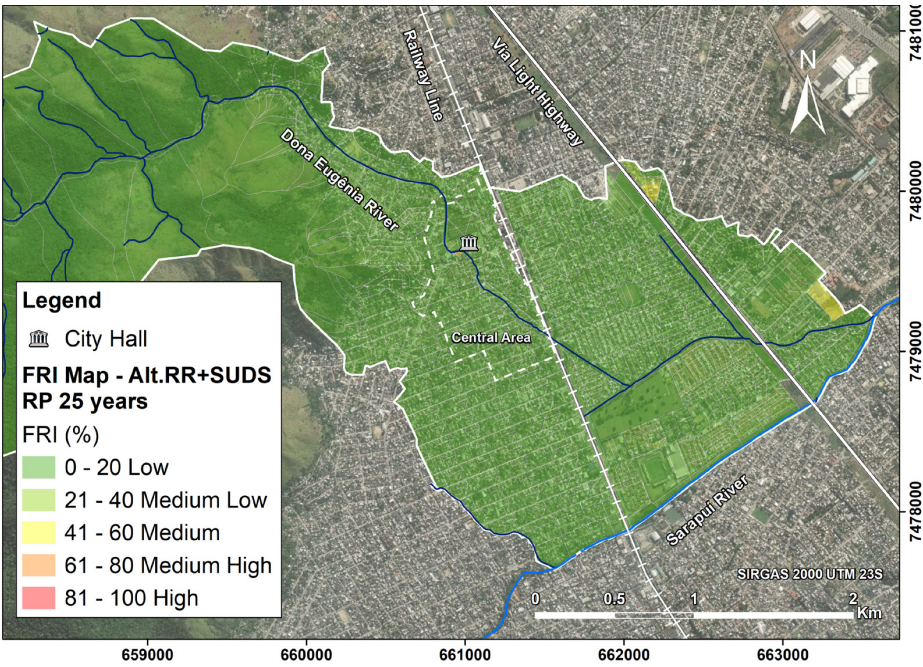 Railway Line
Via Light Highway
N
Dona Eugênia River
Central Area
Sarapui River
Legend
City Hall
FRI Map - Alt.RR+SUDS
RP 25 years
FRI (%)
0 - 20 Low
21 - 40 Medium Low
41 - 60 Medium
61 - 80 Medium High
81 - 100 High
SIRGAS 2000 UTM 23S
0 0.5 1 2
Km
7481000
7480000
7479000
7478000
659000 660000 661000 662000 663000